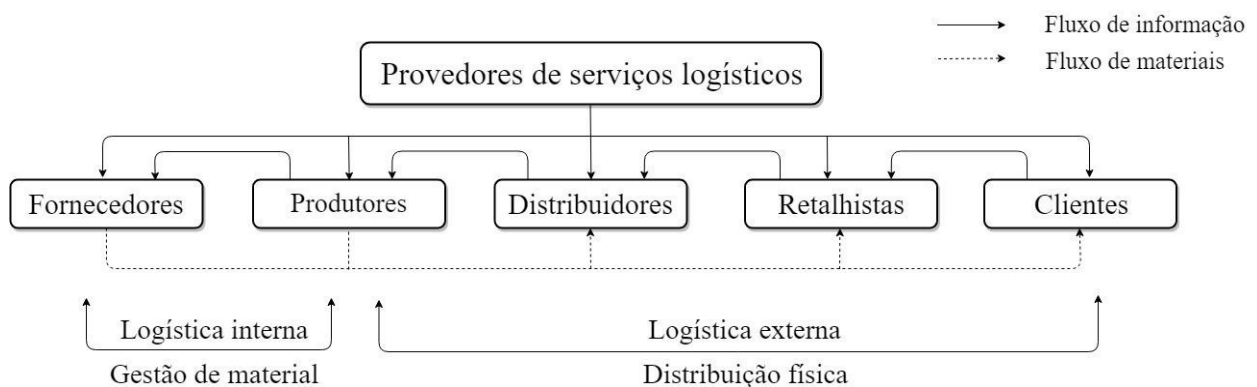 Fluxo de informação
Provedores de serviços logísticos
Fluxo de materiais
Fornecedores
Produtores
Distribuidores
Retalhistas
Clientes
Logística interna
Logística externa
Gestão de material
Distribuição física